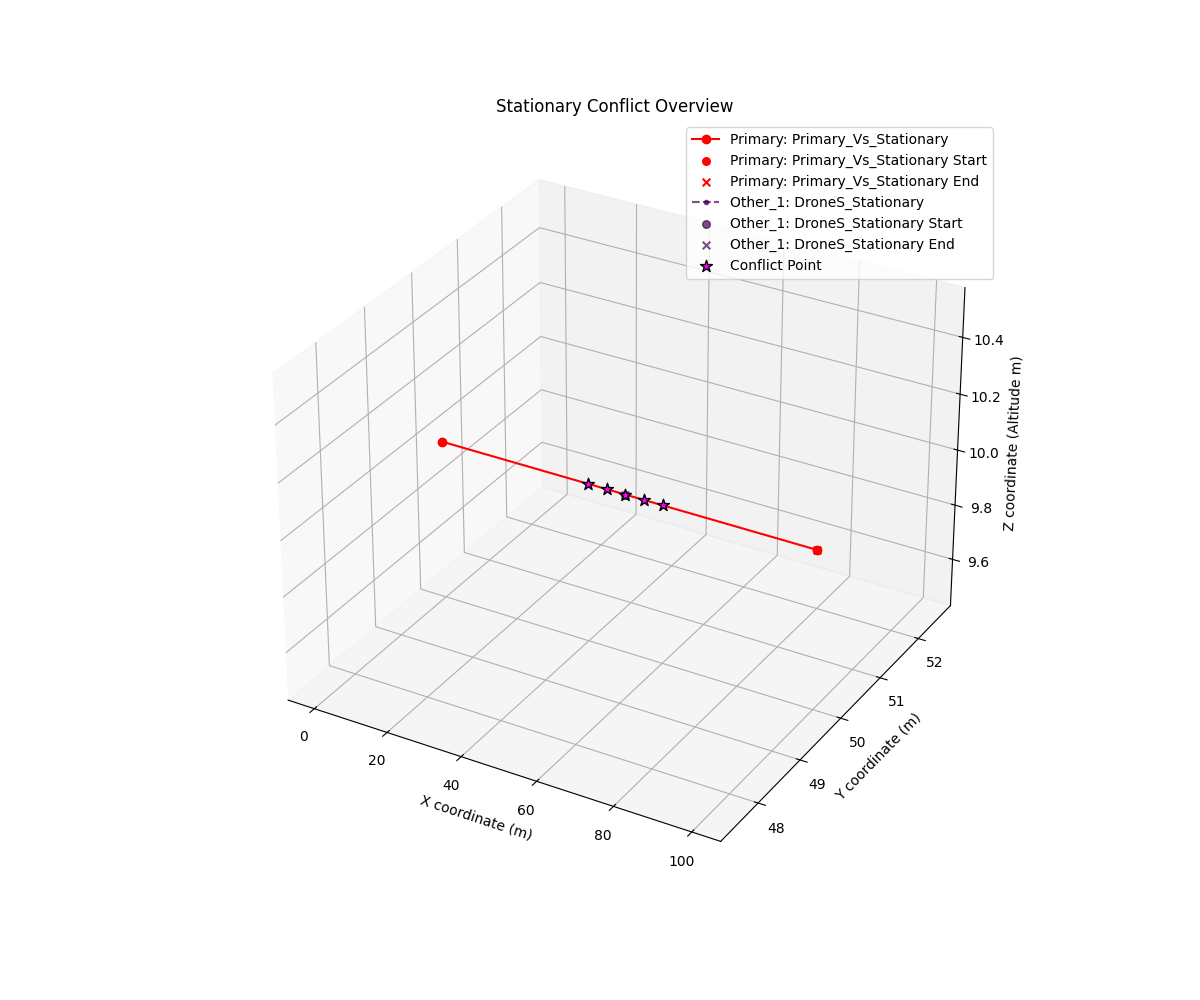 Stationary Conflict Overview
Primary: Primary_Vs_Stationary
Primary: Primary_Vs_Stationary Start
Primary: Primary_Vs_Stationary End
Other_1: DroneS_Stationary
Other_1: DroneS_Stationary Start
Other_1: DroneS_Stationary End
Conflict Point
10.4
10.2
10.0
9.8
9.6
Z coordinate (Altitude m)
52
51
50
49
48
Y coordinate (m)
0
20
40
60
80
100
X coordinate (m)